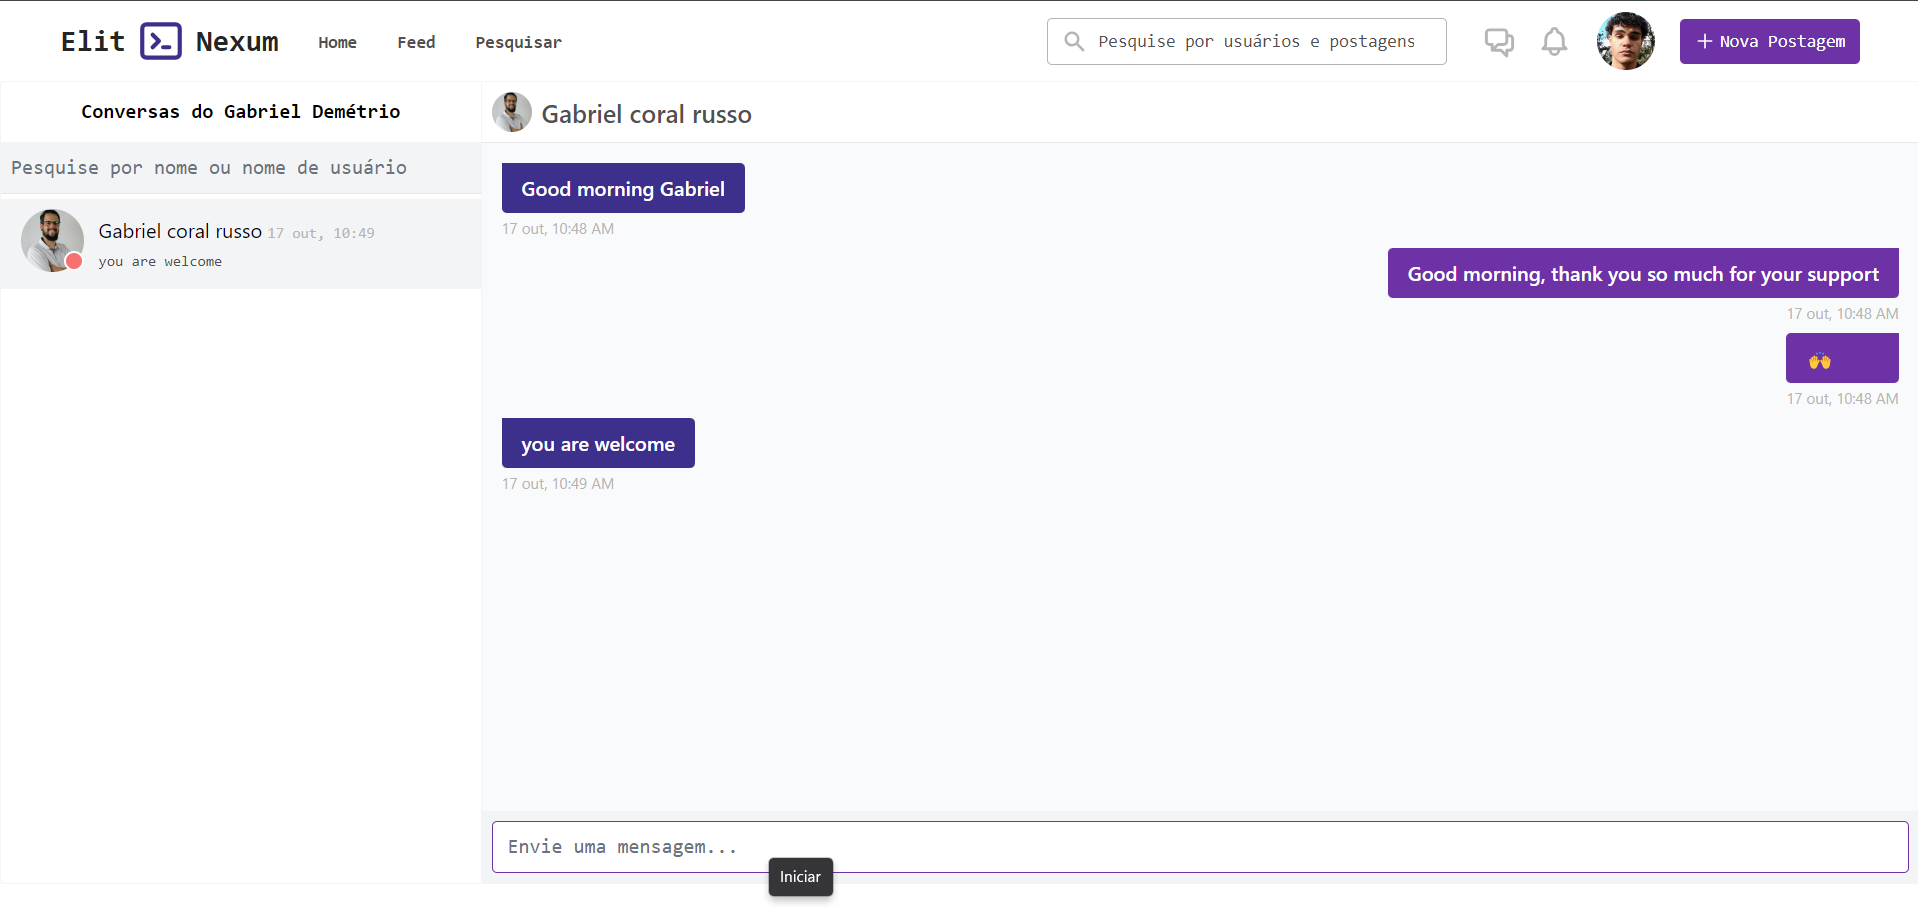 Elit Nexum
Home
Feed
Pesquisar
Pesquise por usuários e postagens
Nova Postagem
Conversas do Gabriel Demétrio
Pesquise por nome ou nome de usuário
Gabriel coral russo 17 out, 10:49
you are welcome
Gabriel coral russo
Good morning Gabriel
17 out, 10:48 AM
Good morning, thank you so much for your support
17 out, 10:48 AM
🙌
17 out, 10:48 AM
you are welcome
17 out, 10:49 AM
Envie uma mensagem...
Iniciar